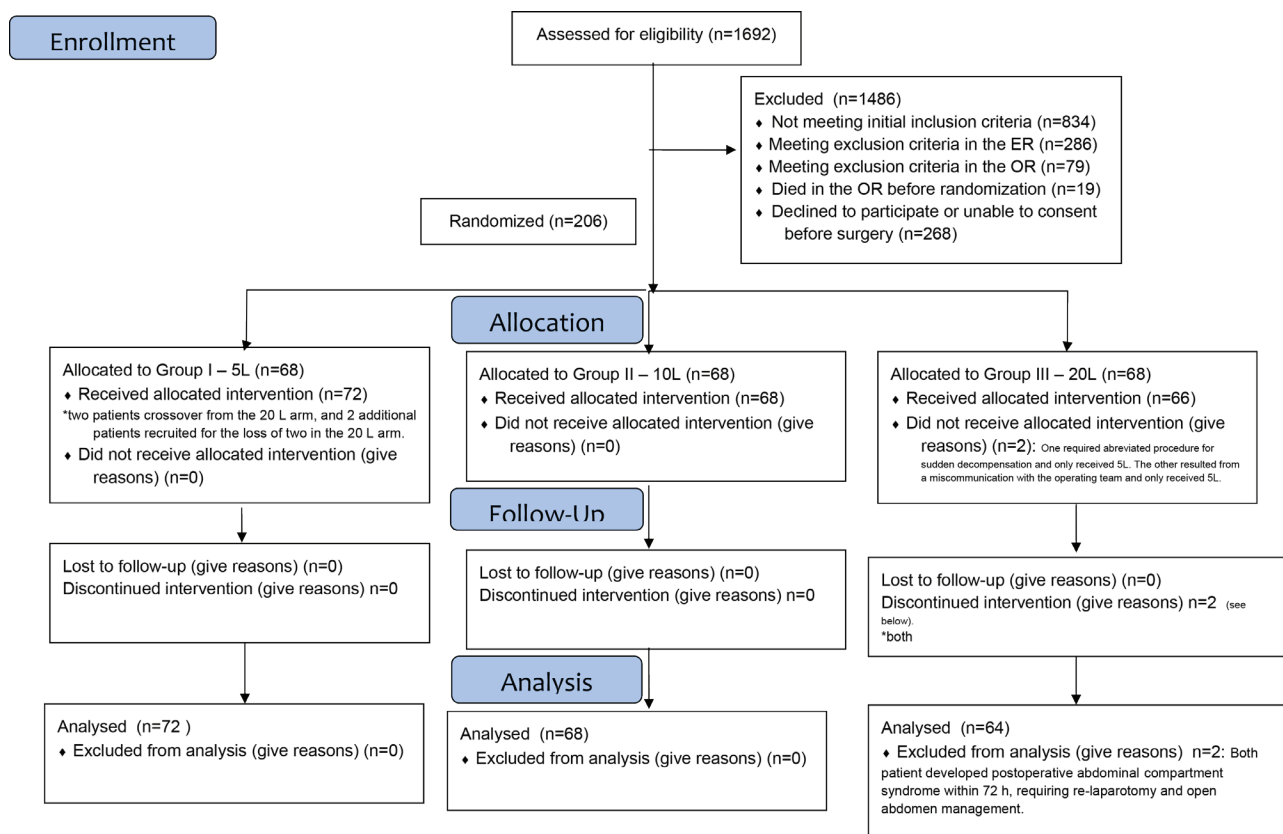 Enrollment
Assessed for eligibility (n=1692)
Excluded (n=1486)
♦ Not meeting initial inclusion criteria (n=834)
♦ Meeting exclusion criteria in the ER (n=286)
♦ Meeting exclusion criteria in the OR (n=79)
♦ Died in the OR before randomization (n=19)
♦ Declined to participate or unable to consent
before surgery (n=268)
Randomized (n=206)
Allocation
Allocated to Group I – 5L (n=68)
♦ Received allocated intervention (n=72)
*two patients crossover from the 20 L arm, and 2 additional
patients recruited for the loss of two in the 20 L arm.
♦ Did not receive allocated intervention (give
reasons) (n=0)
Allocated to Group II – 10L (n=68)
♦ Received allocated intervention (n=68)
♦ Did not receive allocated intervention (give
reasons) (n=0)
Allocated to Group III – 20L (n=68)
♦ Received allocated intervention (n=66)
♦ Did not receive allocated intervention (give
reasons) (n=2): One required abreviated procedure for
sudden decompensation and only received 5L. The other resulted from
a miscommunication with the operating team and only received 5L.
Follow-Up
Lost to follow-up (give reasons) (n=0)
Discontinued intervention (give reasons) n=0
Lost to follow-up (give reasons) (n=0)
Discontinued intervention (give reasons) n=0
Lost to follow-up (give reasons) (n=0)
Discontinued intervention (give reasons) n=2 (see
below).
*both
Analysis
Analysed (n=72 )
♦ Excluded from analysis (give reasons) (n=0)
Analysed (n=68)
♦ Excluded from analysis (give reasons) (n=0)
Analysed (n=64)
♦ Excluded from analysis (give reasons) n=2: Both
patient developed postoperative abdominal compartment
syndrome within 72 h, requiring re-laparotomy and open
abdomen management.